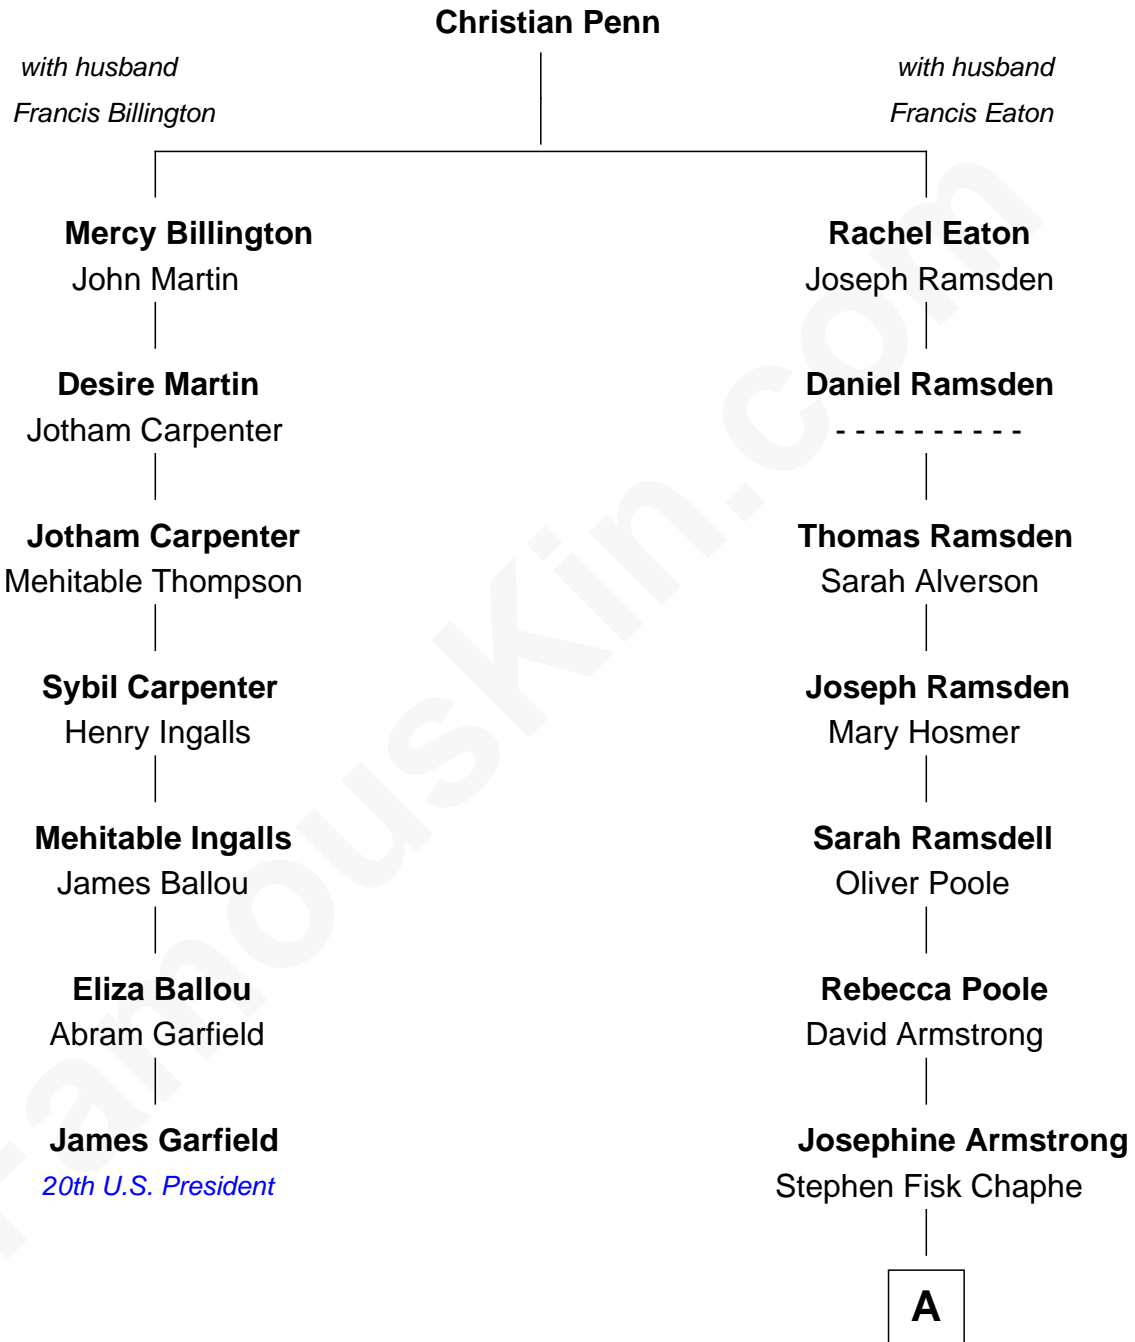 Christian Penn
with husband
Francis Billington
with husband
Francis Eaton
Mercy Billington
John Martin
Desire Martin
Jotham Carpenter
Jotham Carpenter
Mehitable Thompson
Sybil Carpenter
Henry Ingalls
Mehitable Ingalls
James Ballou
Eliza Ballou
Abram Garfield
James Garfield
20th U.S. President
Rachel Eaton
Joseph Ramsden
Daniel Ramsden
- - - - - - - - - -
Thomas Ramsden
Sarah Alverson
Joseph Ramsden
Mary Hosmer
Sarah Ramsdell
Oliver Poole
Rebecca Poole
David Armstrong
Josephine Armstrong
Stephen Fisk Chaphe
A
FamousKin.com